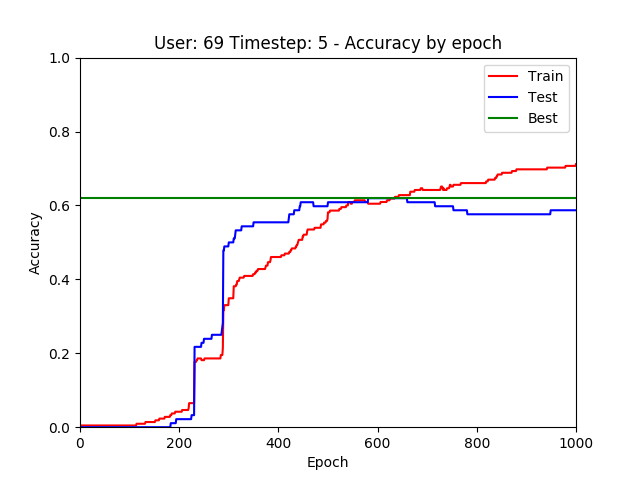 User: 69 Timestep: 5 - Accuracy by epoch
1.0
0.8
0.6
0.4
0.2
0.0
Accuracy
Train
Test
Best
0 200 400 600 800 1000
Epoch